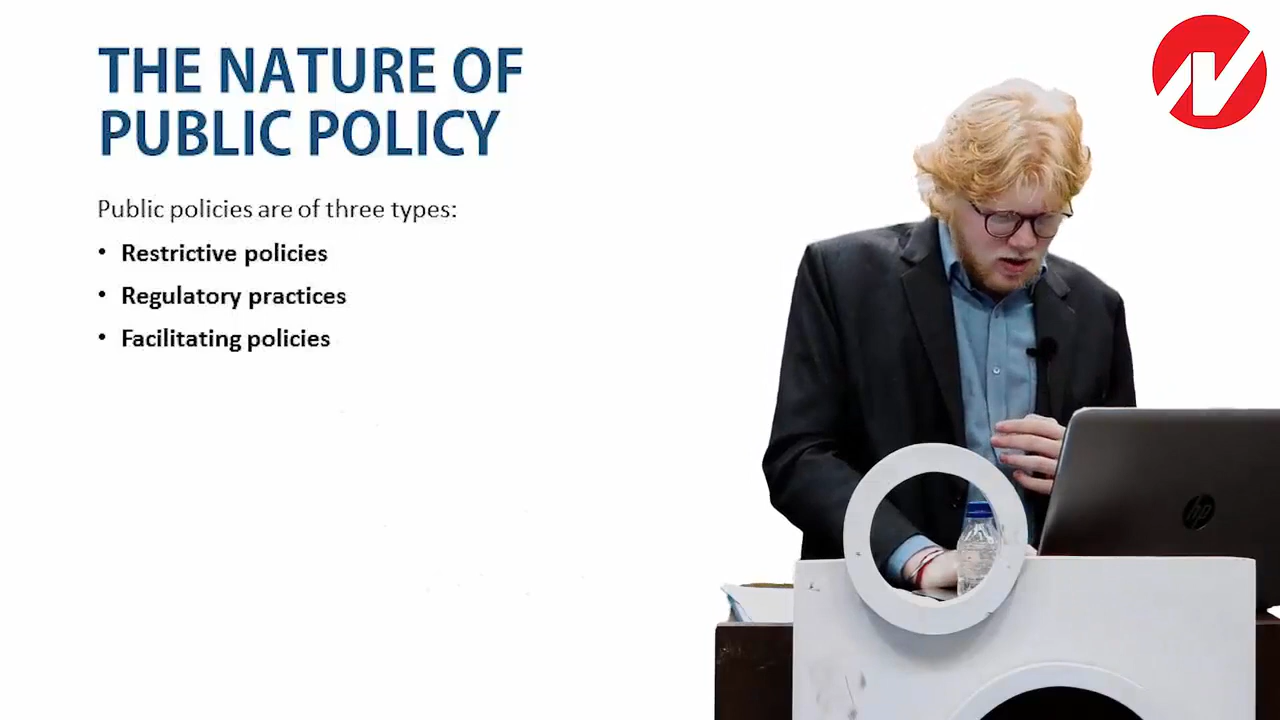 THE NATURE OF
PUBLIC POLICY
Public policies are of three types:
• Restrictive policies
• Regulatory practices
• Facilitating policies
hp